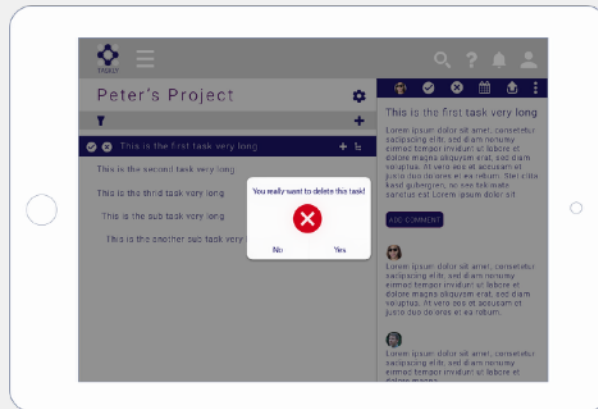 TASKLY
Peter's Project
This is the first task very long
This is the second task very long
This is the thrid task very long
This is the sub task very long
This is the another sub task very
You really want to delete this task!
No
Yes
This is the first task very long
Lorem ipsum dolor sit amet, consetetur
sadipscing elitr, sed diam nonumy
eirmod tempor invidunt ut labore et
dolore magna aliquyam erat, sed diam
voluptua. At vero eos et accusam et
justo duo dolores et ea rebum. Stet clita
kasd gubergren, no sea takimata
sanctus est Lorem ipsum dolor sit
ADD COMMENT
Lorem ipsum dolor sit amet, consetetur
sadipscing elitr, sed diam nonumy
eirmod tempor invidunt ut labore et
dolore magna aliquyam erat, sed diam
voluptua. At vero eos et accusam et
justo duo dolores et ea rebum.
Lorem ipsum dolor sit amet, consetetur
sadipscing elitr, sed diam nonumy
eirmod tempor invidunt ut labore et
dolore magna